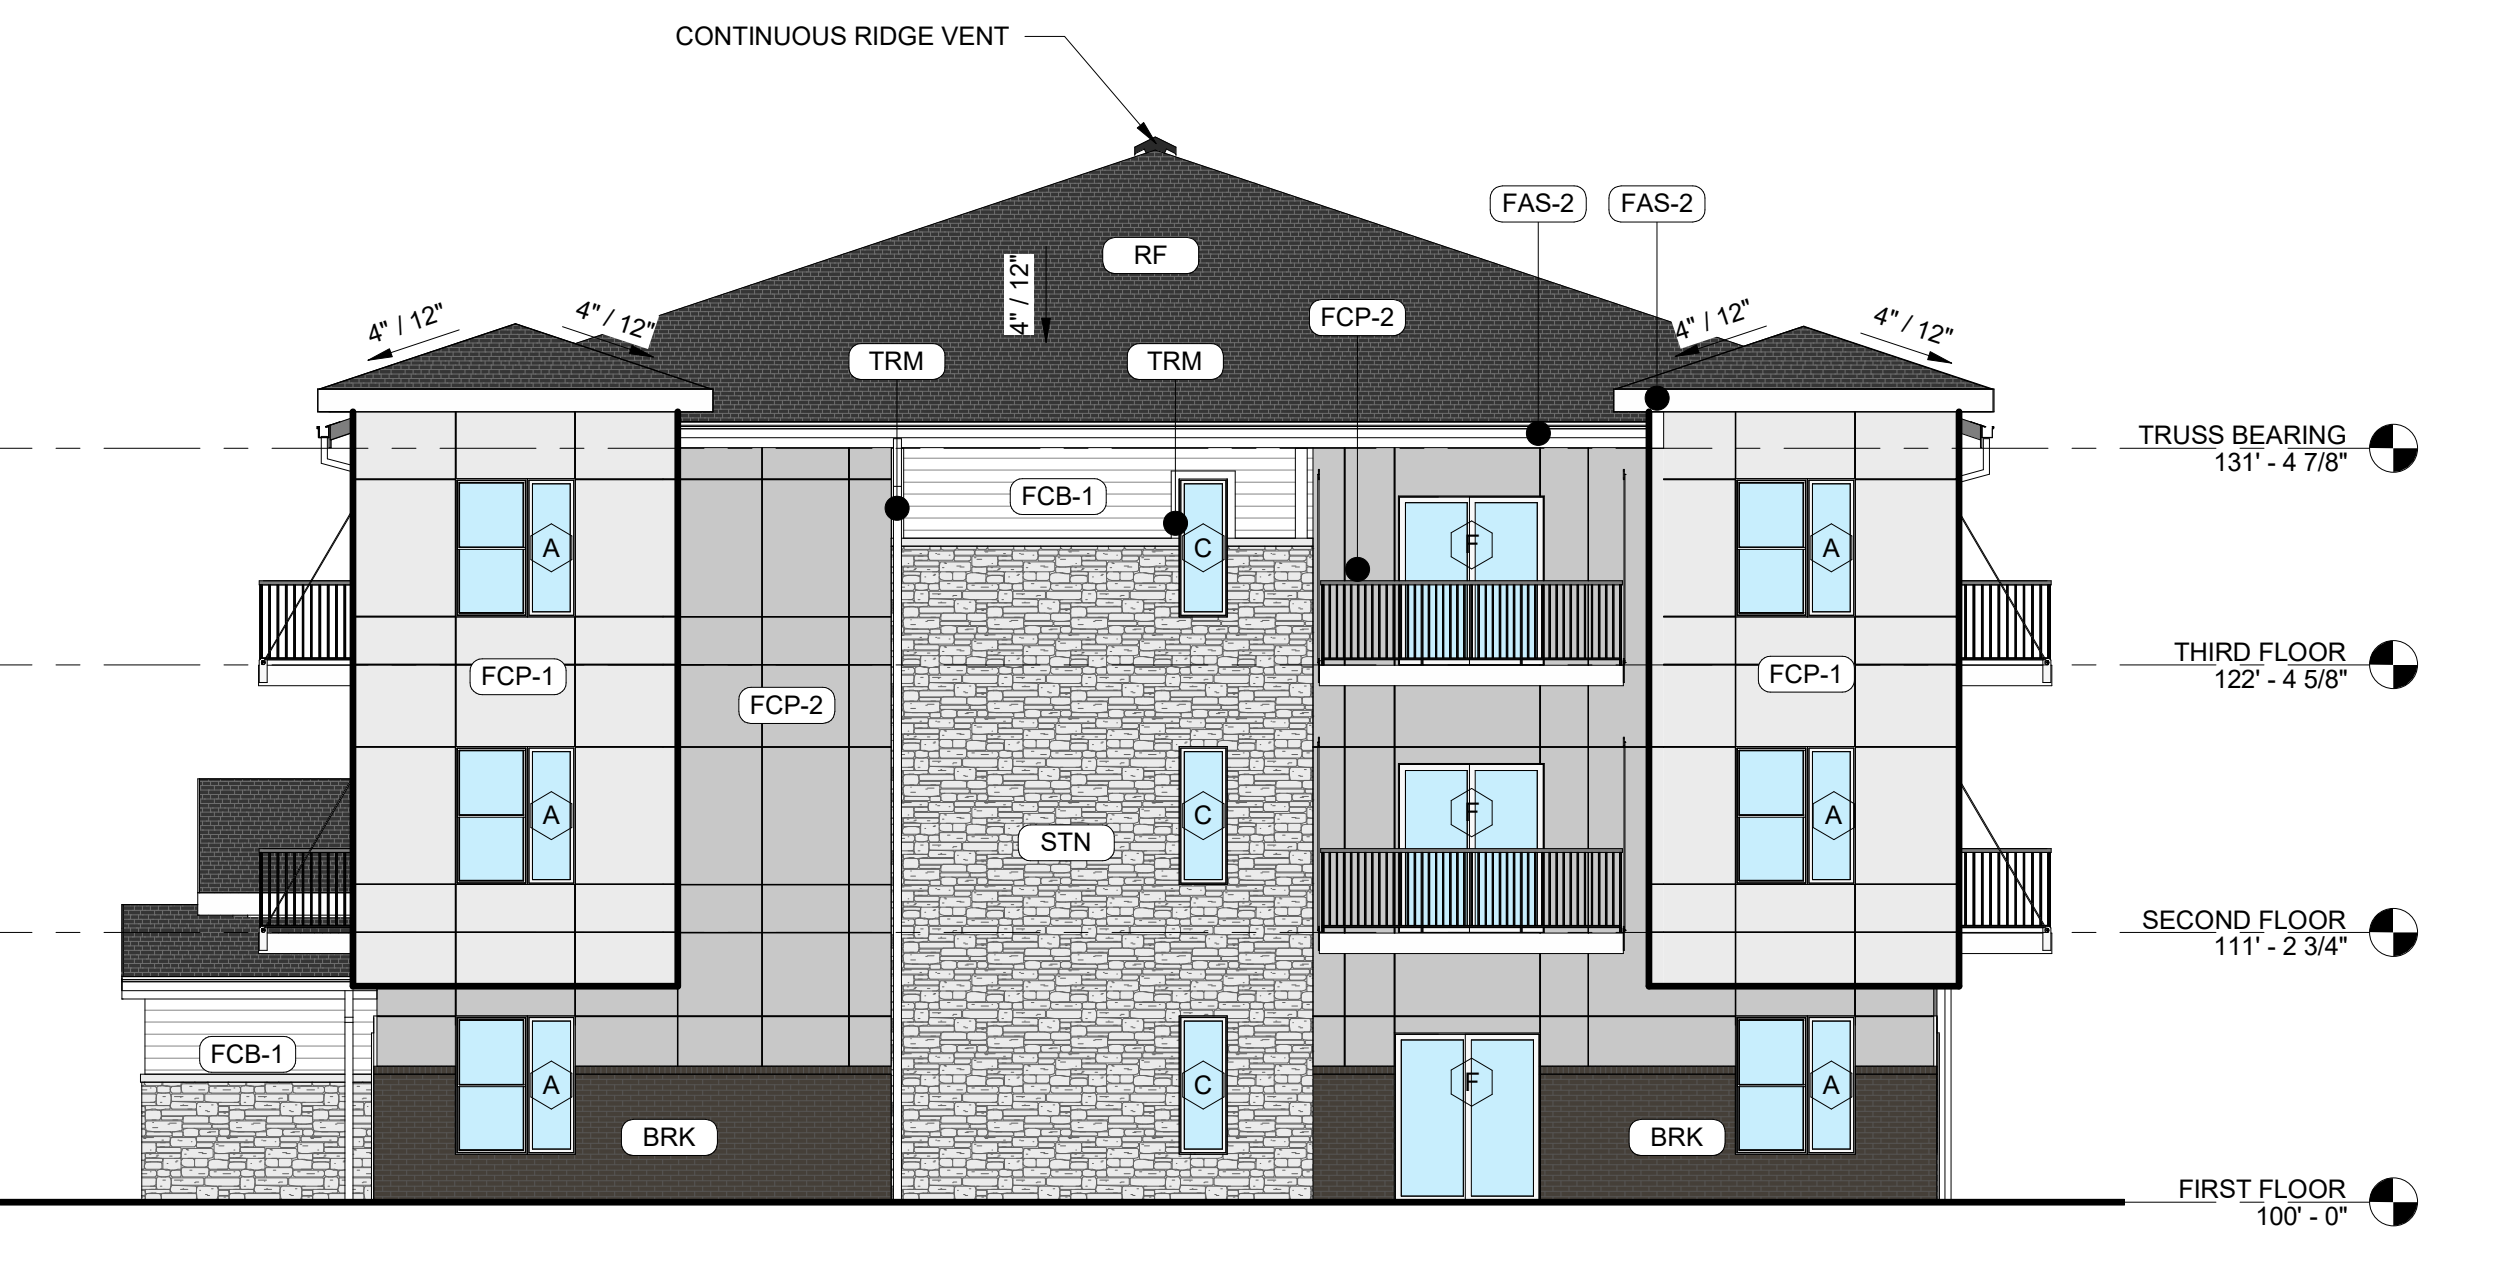 CONTINUOUS RIDGE VENT
FAS-2
FAS-2
RF
4" / 12"
4" / 12"
4" / 12"
4" / 12"
4" / 12"
FCP-2
TRM
TRM
TRUSS BEARING
131' - 4 7/8"
FCB-1
A
C
F
A
THIRD FLOOR
122' - 4 5/8"
FCP-1
FCP-2
FCP-1
A
C
F
A
STN
SECOND FLOOR
111' - 2 3/4"
FCB-1
A
C
F
A
BRK
BRK
FIRST FLOOR
100' - 0"